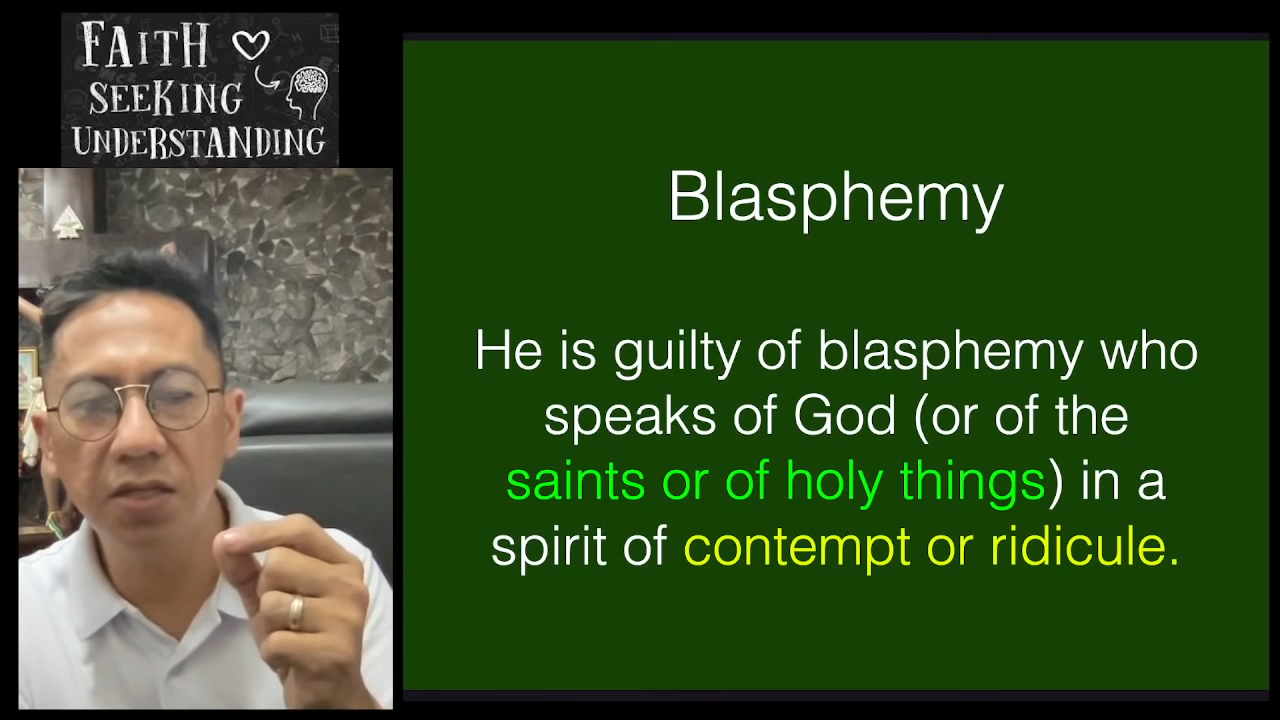 FAITH
SEEKING
UNDERSTANDING
Blasphemy
He is guilty of blasphemy who
speaks of God (or of the
saints or of holy things) in a
spirit of contempt or ridicule.